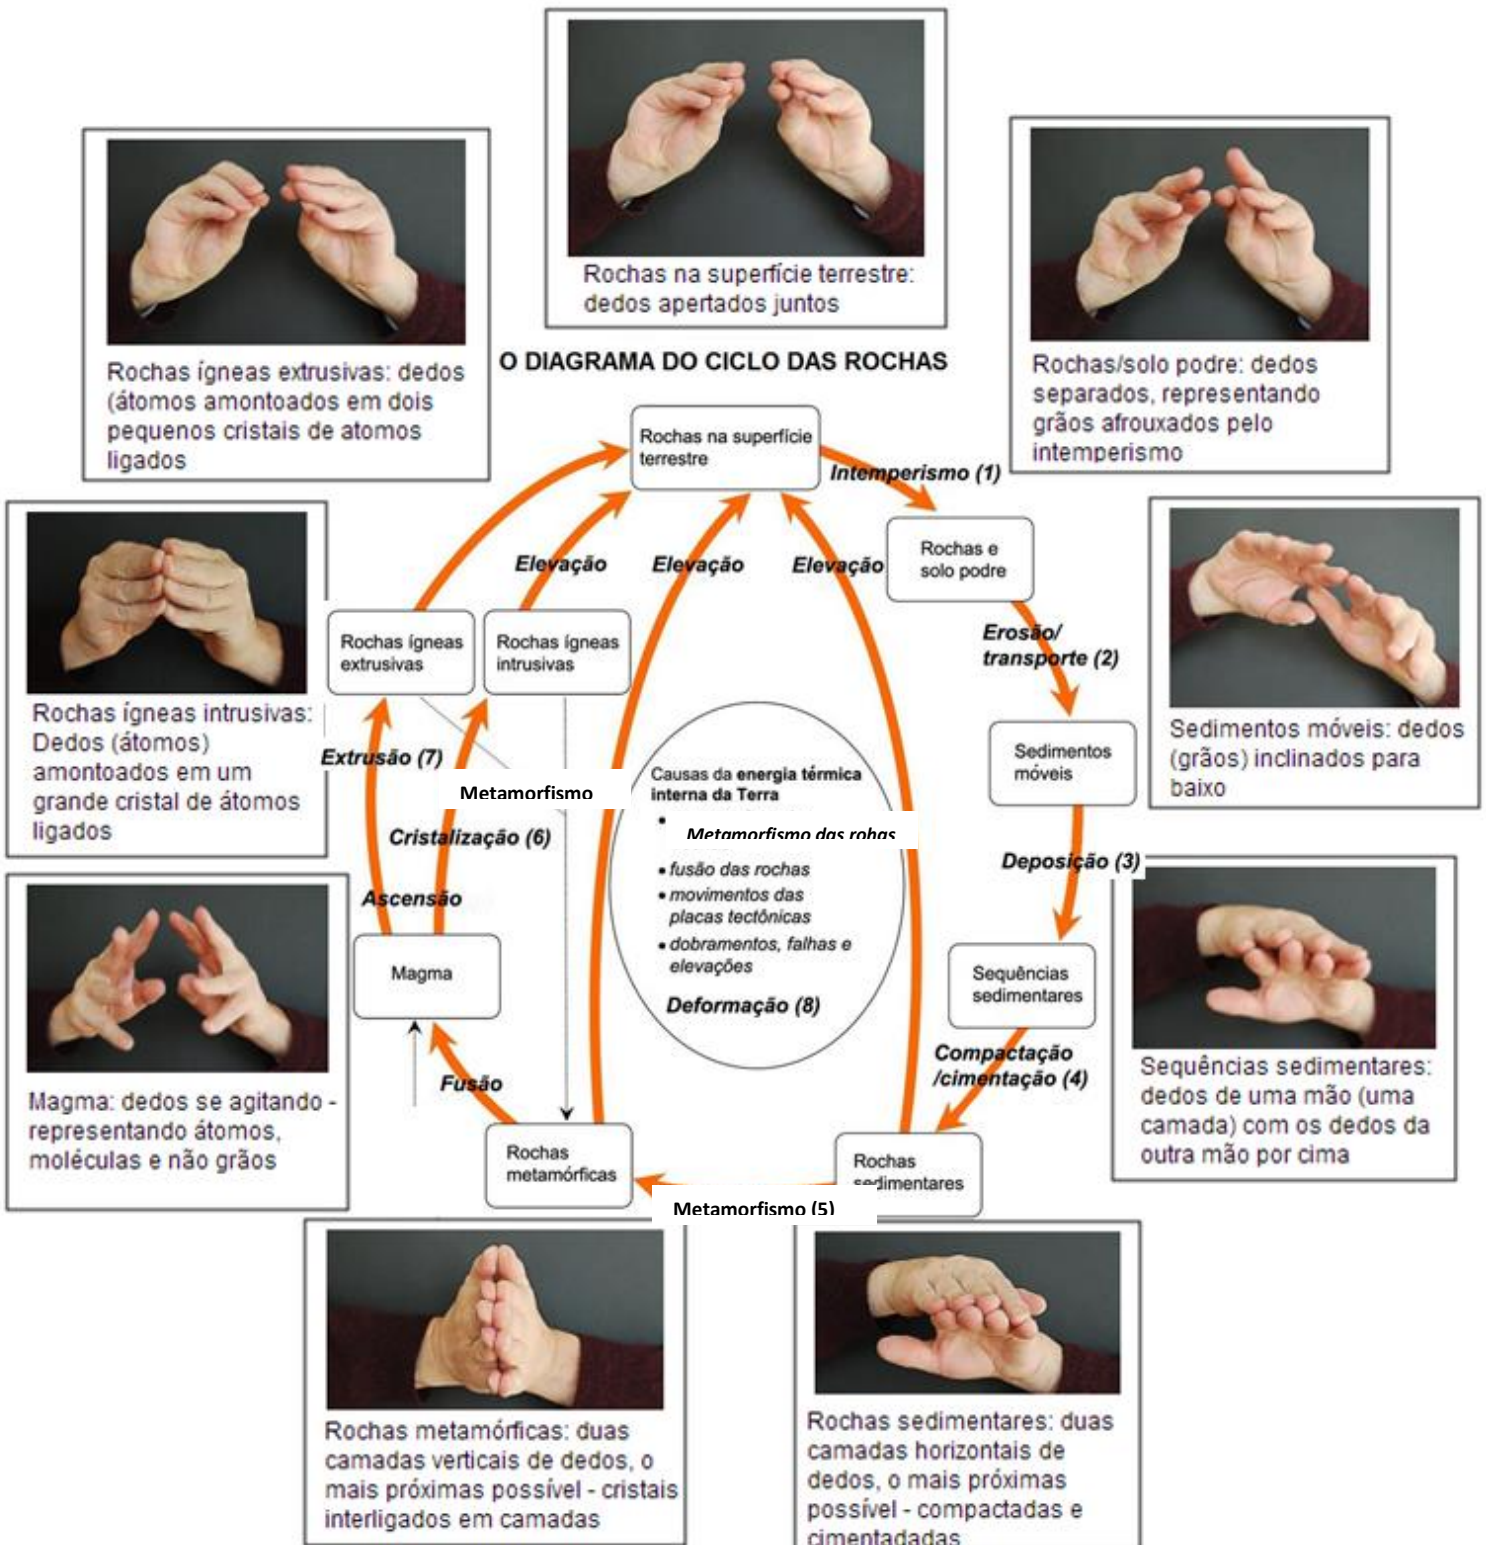 Rochas na superfície terrestre:
dedos apertados juntos
Rochas ígneas extrusivas: dedos
(átomos amontoados em dois
pequenos cristais de atomos
ligados
Rochas/solo podre: dedos
separados, representando
grãos afrouxados pelo
intemperismo
O DIAGRAMA DO CICLO DAS ROCHAS
Rochas na superfície
terrestre
Intemperismo (1)
Rochas e
solo podre
Elevação
Elevação
Elevação
Rochas ígneas
extrusivas
Rochas ígneas
intrusivas
Erosão/
transporte (2)
Rochas ígneas intrusivas:
Dedos (átomos)
amontoados em um
grande cristal de átomos
ligados
Sedimentos móveis: dedos
(grãos) inclinados para
baixo
Sedimentos
móveis
Extrusão (7)
Metamorfismo
Cristalização (6)
Ascensão
Causas da energia térmica
interna da Terra
•
Metamorfismo das rohas
• fusão das rochas
• movimentos das
placas tectônicas
• dobramentos, falhas e
elevações
Deformação (8)
Deposição (3)
Magma
Sequências
sedimentares
Compactação
/cimentação (4)
Fusão
Magma: dedos se agitando -
representando átomos,
moléculas e não grãos
Sequências sedimentares:
dedos de uma mão (uma
camada) com os dedos da
outra mão por cima
Rochas
metamórficas
Rochas
sedimentares
Metamorfismo (5)
Rochas metamórficas: duas
camadas verticais de dedos, o
mais próximas possível - cristais
interligados em camadas
Rochas sedimentares: duas
camadas horizontais de
dedos, o mais próximas
possível - compactadas e
cimentadadas